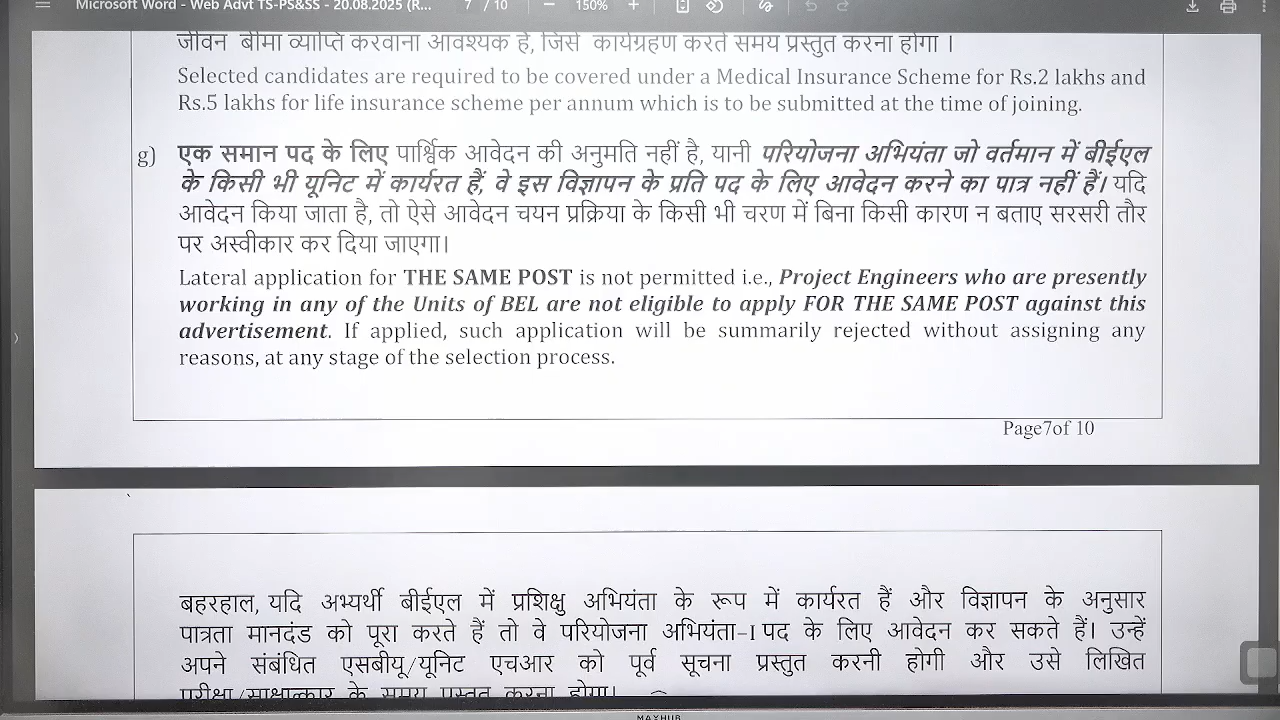 Microsoft Word - Web Advt TS-PS&SS - 20.08.2025 (R...
7 / 10
150%
जीवन बीमा व्याप्ति करवाना आवश्यक है, जिसे कार्यग्रहण करते समय प्रस्तुत करना होगा ।
Selected candidates are required to be covered under a Medical Insurance Scheme for Rs.2 lakhs and
Rs.5 lakhs for life insurance scheme per annum which is to be submitted at the time of joining.
g) एक समान पद के लिए पार्श्विक आवेदन की अनुमति नहीं है, यानी परियोजना अभियंता जो वर्तमान में बीईएल
के किसी भी यूनिट में कार्यरत हैं, वे इस विज्ञापन के प्रति पद के लिए आवेदन करने का पात्र नहीं हैं। यदि
आवेदन किया जाता है, तो ऐसे आवेदन चयन प्रक्रिया के किसी भी चरण में बिना किसी कारण न बताए सरसरी तौर
पर अस्वीकार कर दिया जाएगा।
Lateral application for THE SAME POST is not permitted i.e., Project Engineers who are presently
working in any of the Units of BEL are not eligible to apply FOR THE SAME POST against this
advertisement. If applied, such application will be summarily rejected without assigning any
reasons, at any stage of the selection process.
Page7of 10
बहरहाल, यदि अभ्यर्थी बीईएल में प्रशिक्षु अभियंता के रूप में कार्यरत हैं और विज्ञापन के अनुसार
पात्रता मानदंड को पूरा करते हैं तो वे परियोजना अभियंता-I पद के लिए आवेदन कर सकते हैं। उन्हें
अपने संबंधित एसबीयू/यूनिट एचआर को पूर्व सूचना प्रस्तुत करनी होगी और उसे लिखित
परीक्षा/साक्षात्कार के समय प्रस्तुत करना होगा।